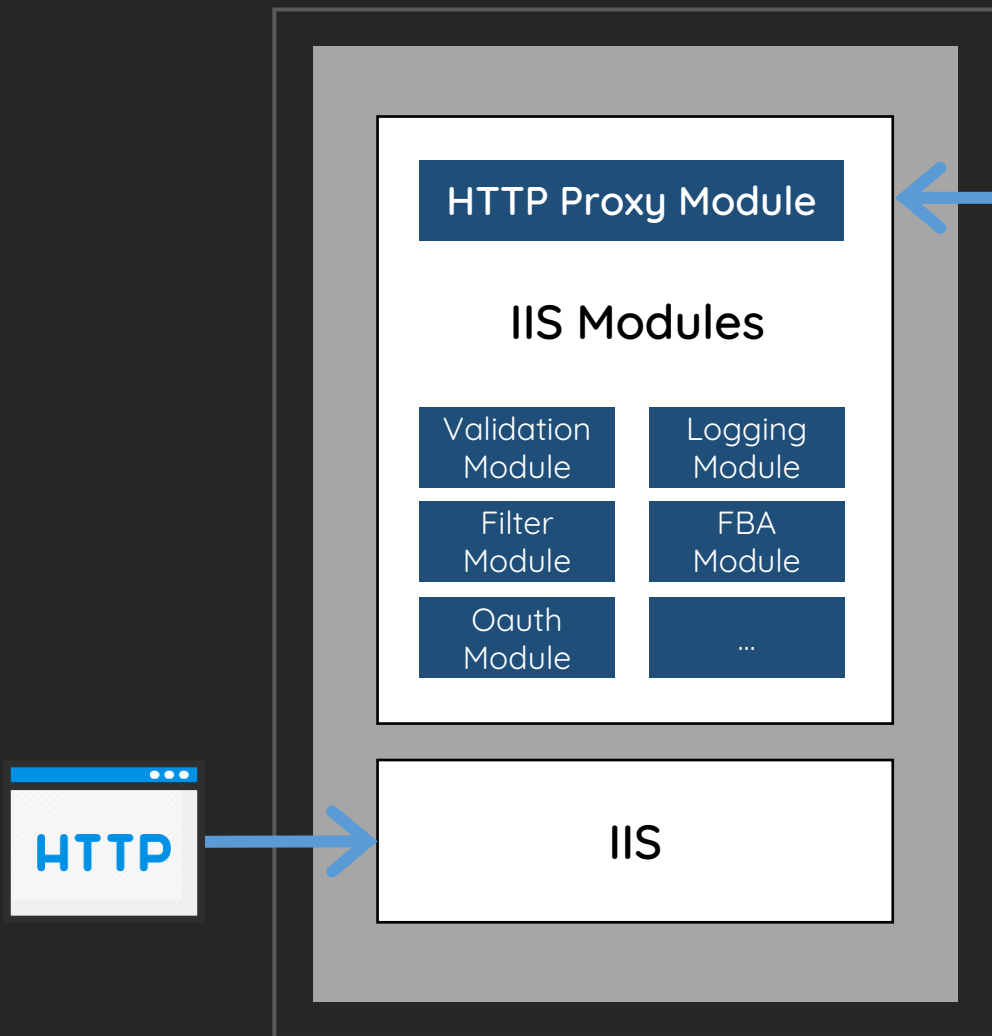 HTTP Proxy Module
IIS Modules
Validation
Module
Logging
Module
Filter
Module
FBA
Module
Oauth
Module
...
HTTP
IIS